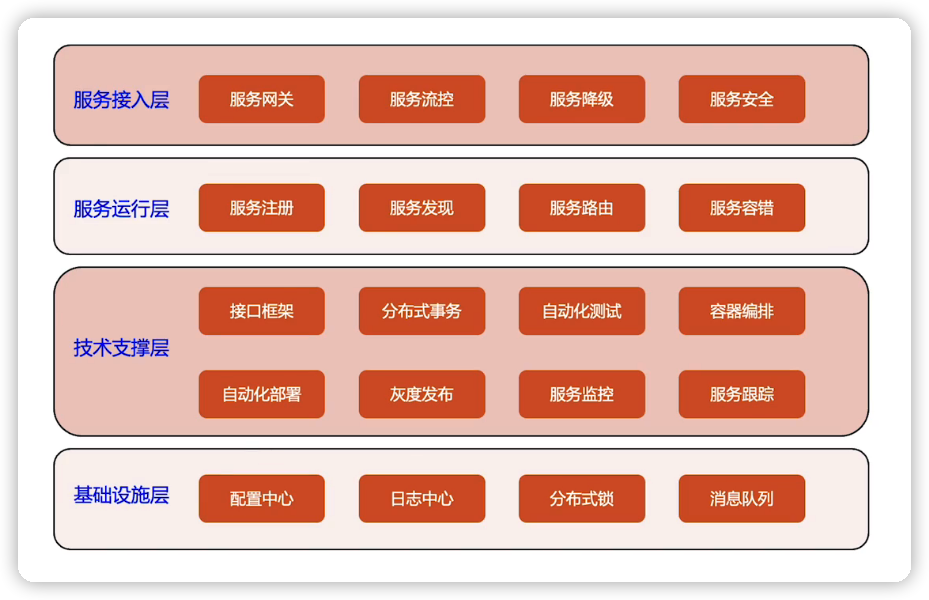 服务接入层
服务网关 服务流控 服务降级 服务安全
服务运行层
服务注册 服务发现 服务路由 服务容错
技术支撑层
接口框架 分布式事务 自动化测试 容器编排
自动化部署 灰度发布 服务监控 服务跟踪
基础设施层
配置中心 日志中心 分布式锁 消息队列